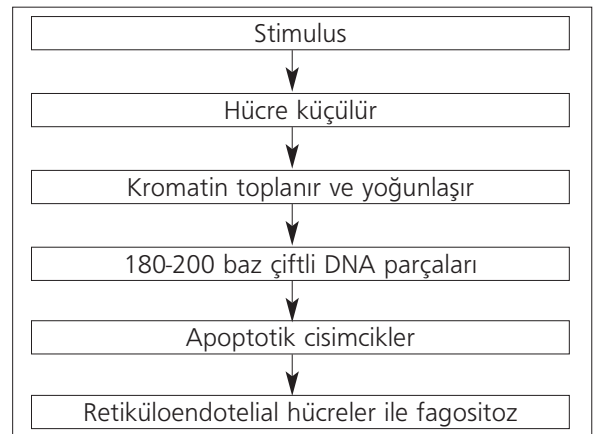 Stimulus
Hücre küçülür
Kromatin toplanır ve yoğunlaşır
180-200 baz çiftli DNA parçaları
Apoptotik cisimcikler
Retiküloendotelial hücreler ile fagositoz